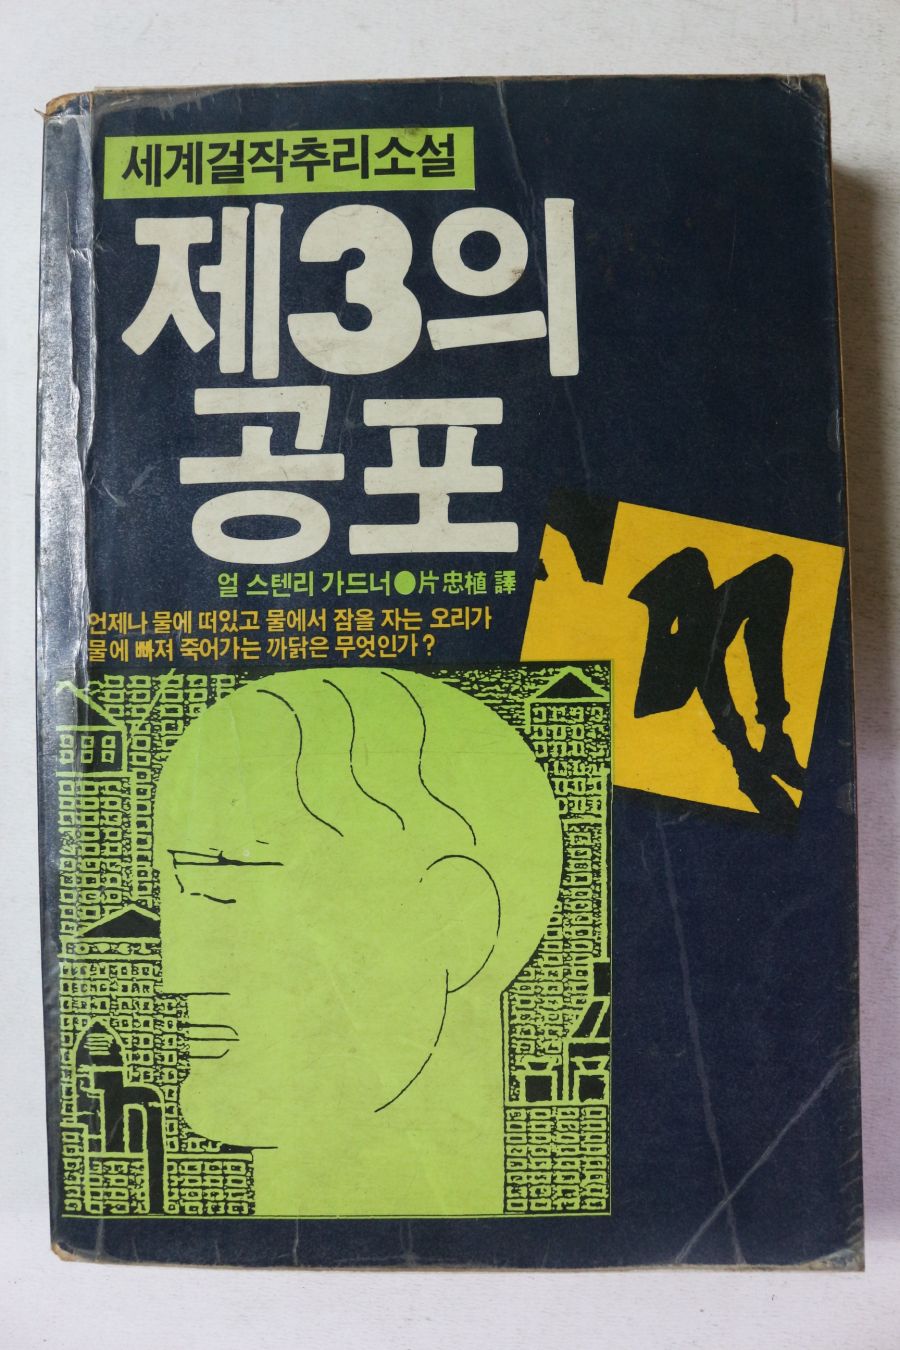 세계걸작추리소설
제3의
공포
얼 스텐리 가드너●片忠植 譯
언제나 물에 떠있고 물에서 잠을 자는 오리가
물에 빠져 죽어가는 까닭은 무엇인가?